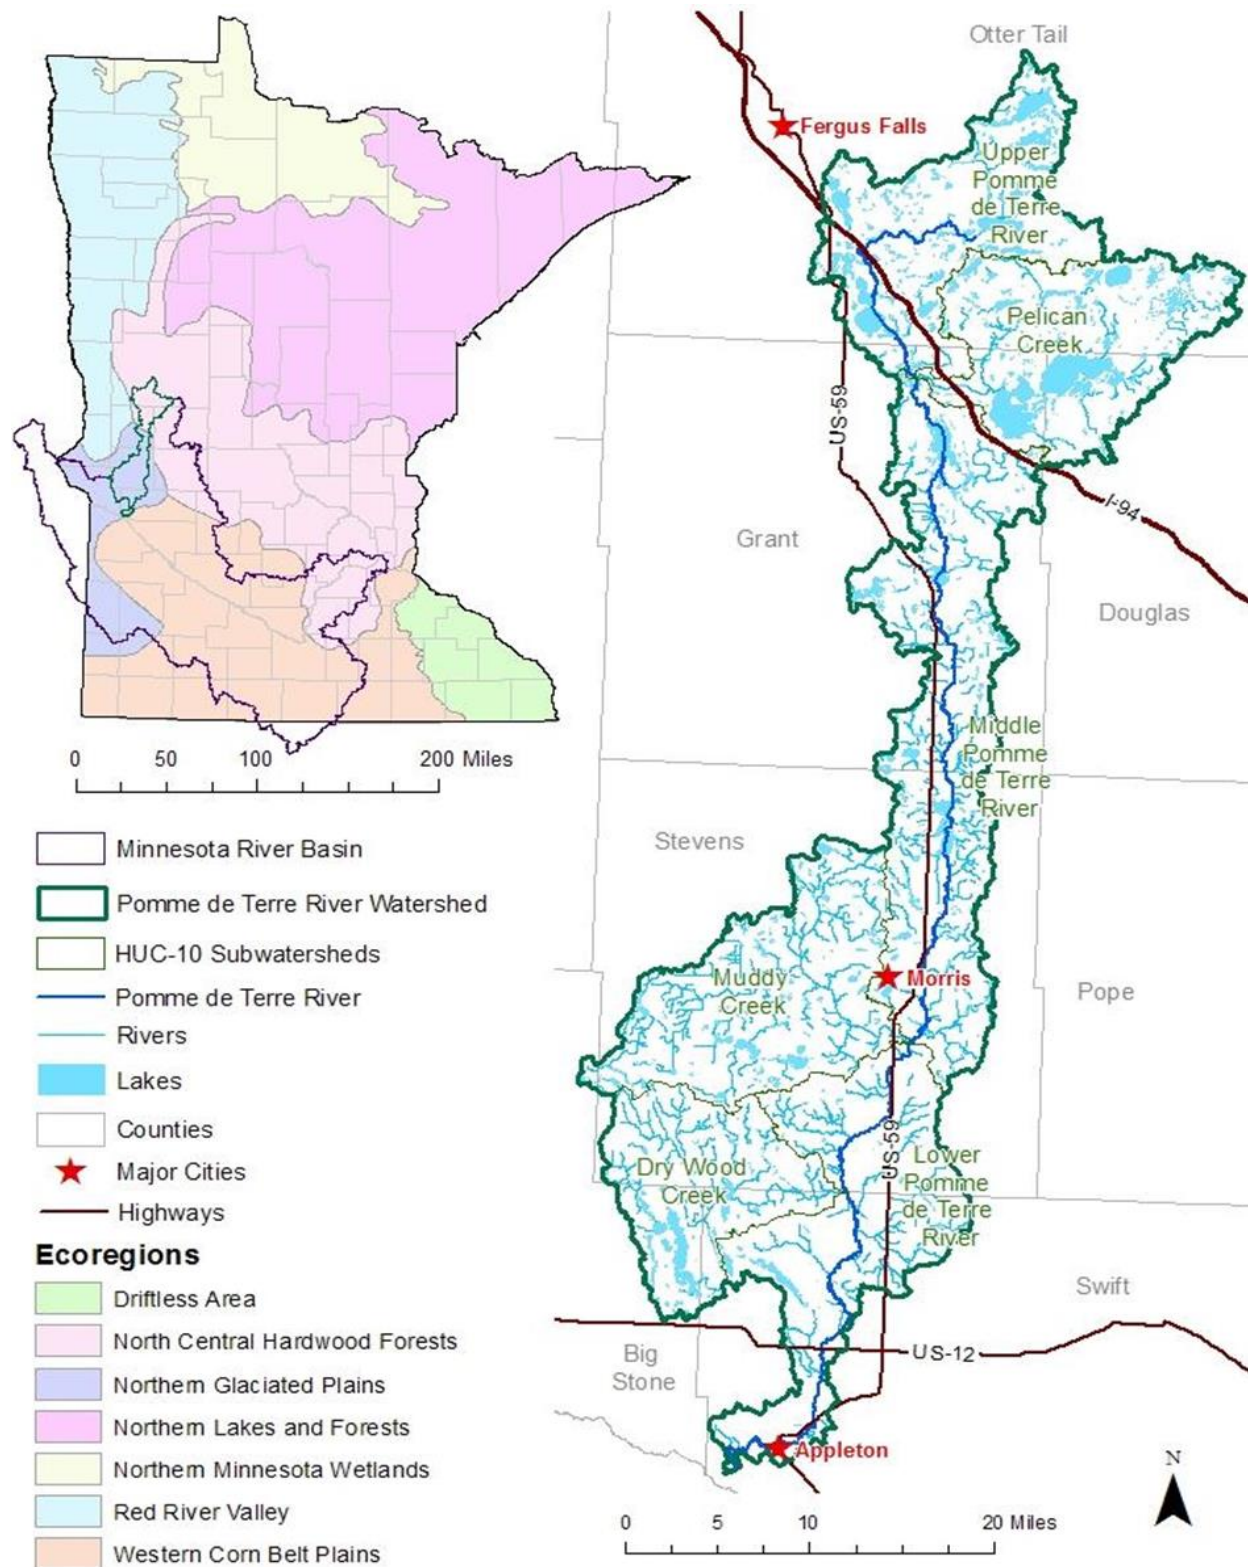 0 50 100 200 Miles
Minnesota River Basin
Pomme de Terre River Watershed
HUC-10 Subwatersheds
Pomme de Terre River
Rivers
Lakes
Counties
Major Cities
Highways
Ecoregions
Driftless Area
North Central Hardwood Forests
Northern Glaciated Plains
Northern Lakes and Forests
Northern Minnesota Wetlands
Red River Valley
Western Corn Belt Plains
Otter Tail
Fergus Falls
Upper
Pomme
de Terre
River
Pelican
Creek
US-59
I-94
Grant
Douglas
Middle
Pomme
de Terre
River
Stevens
Muddy
Creek
Morris
Pope
US-59
Dry Wood
Creek
Lower
Pomme
de Terre
River
Swift
Big
Stone
US-12
Appleton
N
0 5 10 20 Miles